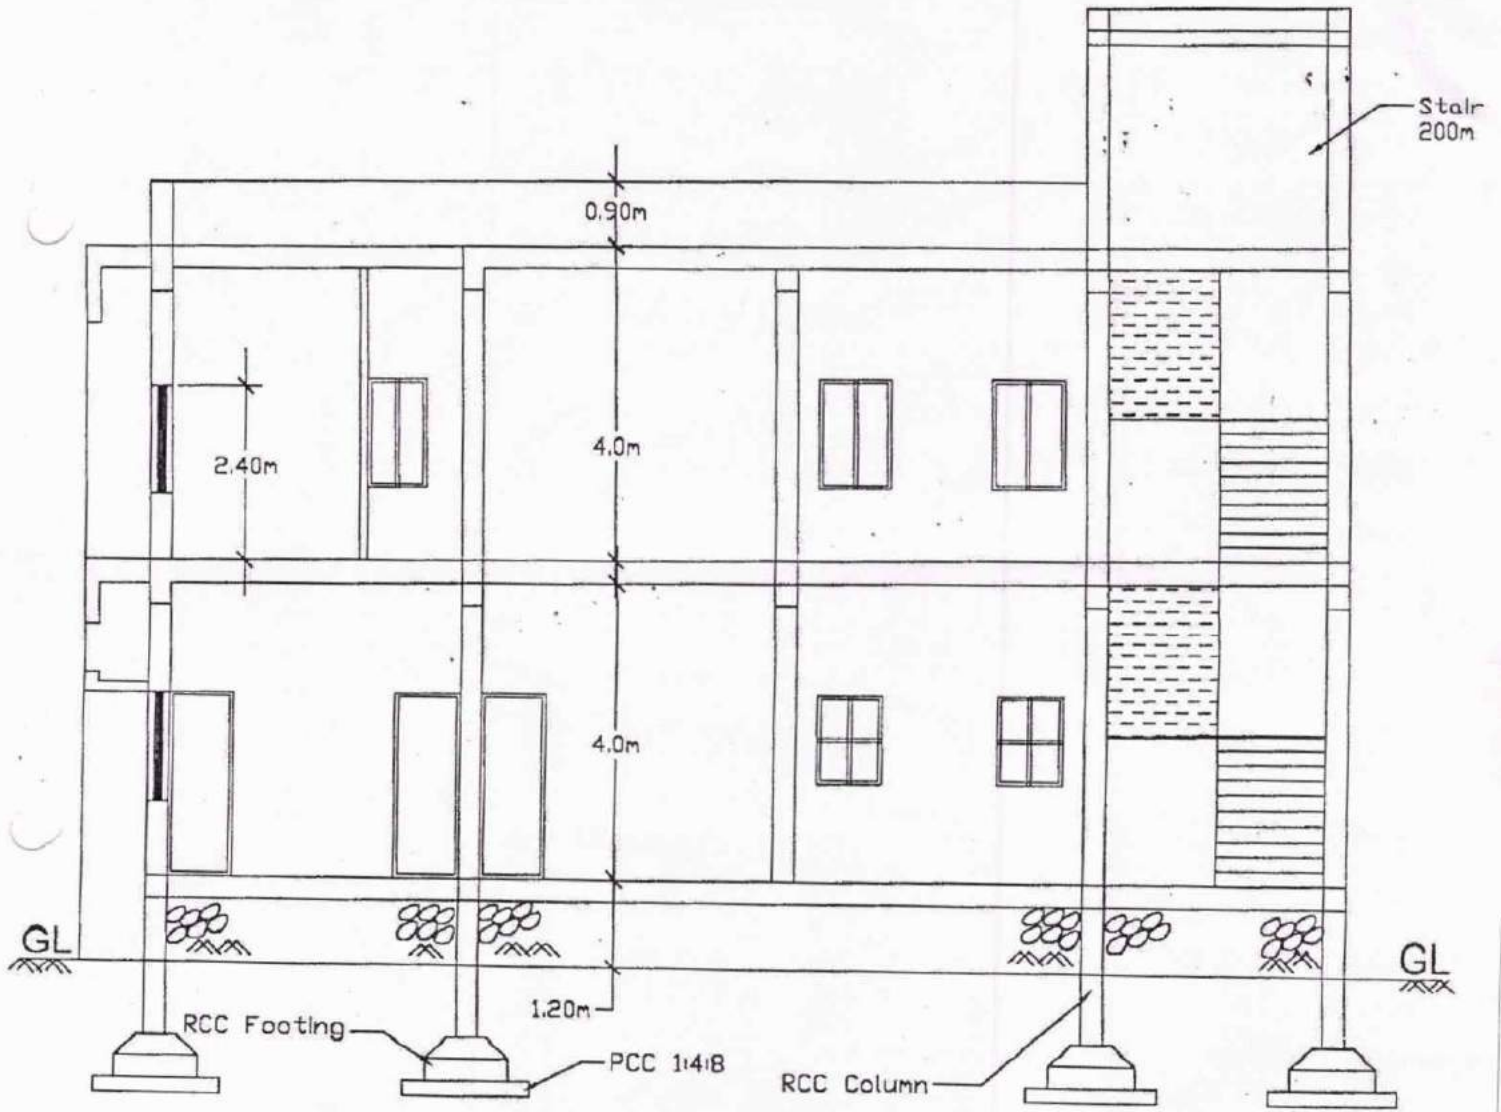 Stair
200m
0.90m
4.0m
2.40m
4.0m
GL
GL
1.20m
RCC Footing
PCC 1:4:8
RCC Column